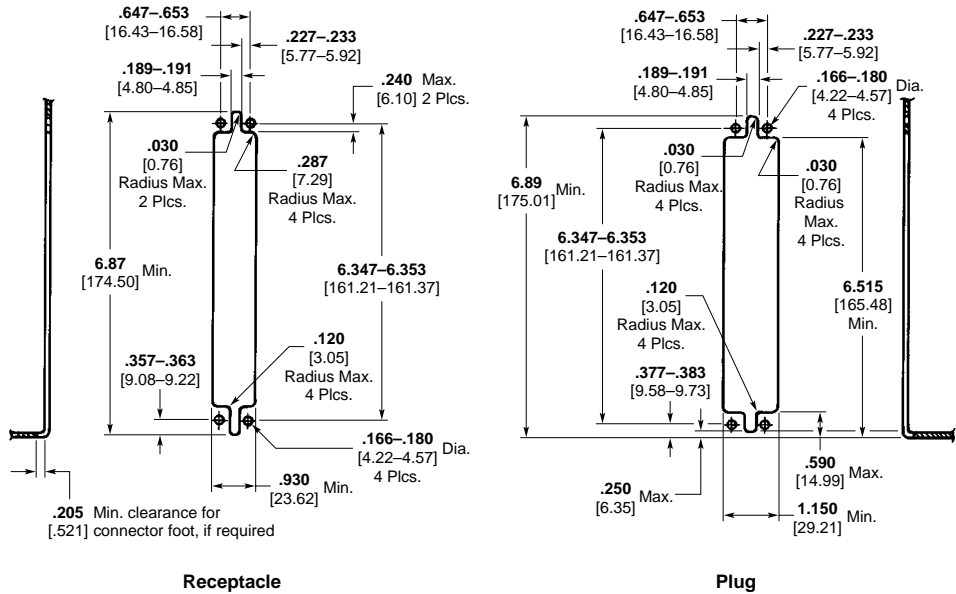 .647–.653
[16.43–16.58]
.227–.233
[5.77–5.92]
.189–.191
[4.80–4.85]
.240 Max.
[6.10] 2 Plcs.
.030
[0.76]
Radius Max.
2 Plcs.
.287
[7.29]
Radius Max.
4 Plcs.
6.87 Min.
[174.50]
6.347–6.353
[161.21–161.37]
.120
[3.05]
Radius Max.
4 Plcs.
.357–.363
[9.08–9.22]
.166–.180 Dia.
[4.22–4.57]
4 Plcs.
.930 Min.
[23.62]
.205 Min. clearance for
[.521] connector foot, if required
Receptacle
.647–.653
[16.43–16.58]
.227–.233
[5.77–5.92]
.189–.191
[4.80–4.85]
.166–.180 Dia.
[4.22–4.57]
4 Plcs.
.030
[0.76]
Radius Max.
4 Plcs.
.030
[0.76]
Radius
Max.
4 Plcs.
6.89 Min.
[175.01]
6.347–6.353
[161.21–161.37]
6.515
[165.48]
Min.
.120
[3.05]
Radius Max.
4 Plcs.
.377–.383
[9.58–9.73]
.590 Max.
[14.99]
.250 Max.
[6.35]
1.150 Min.
[29.21]
Plug